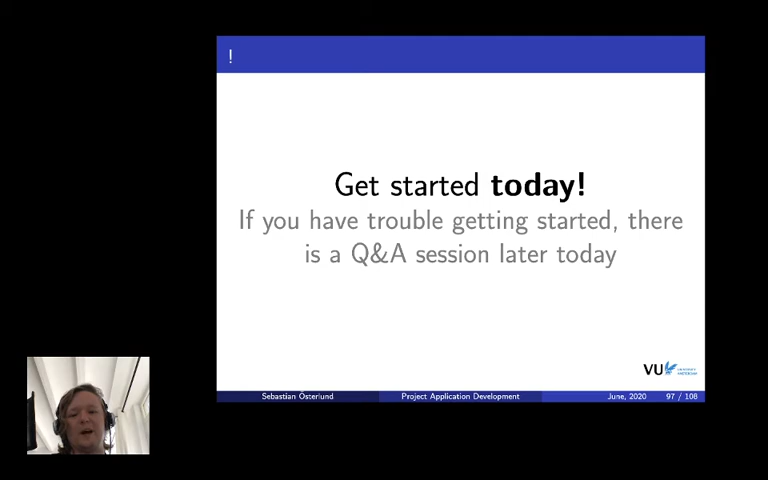 !
Get started today!
If you have trouble getting started, there
is a Q&A session later today
VU
Sebastian Österlund
Project Application Development
June, 2020
97 / 108